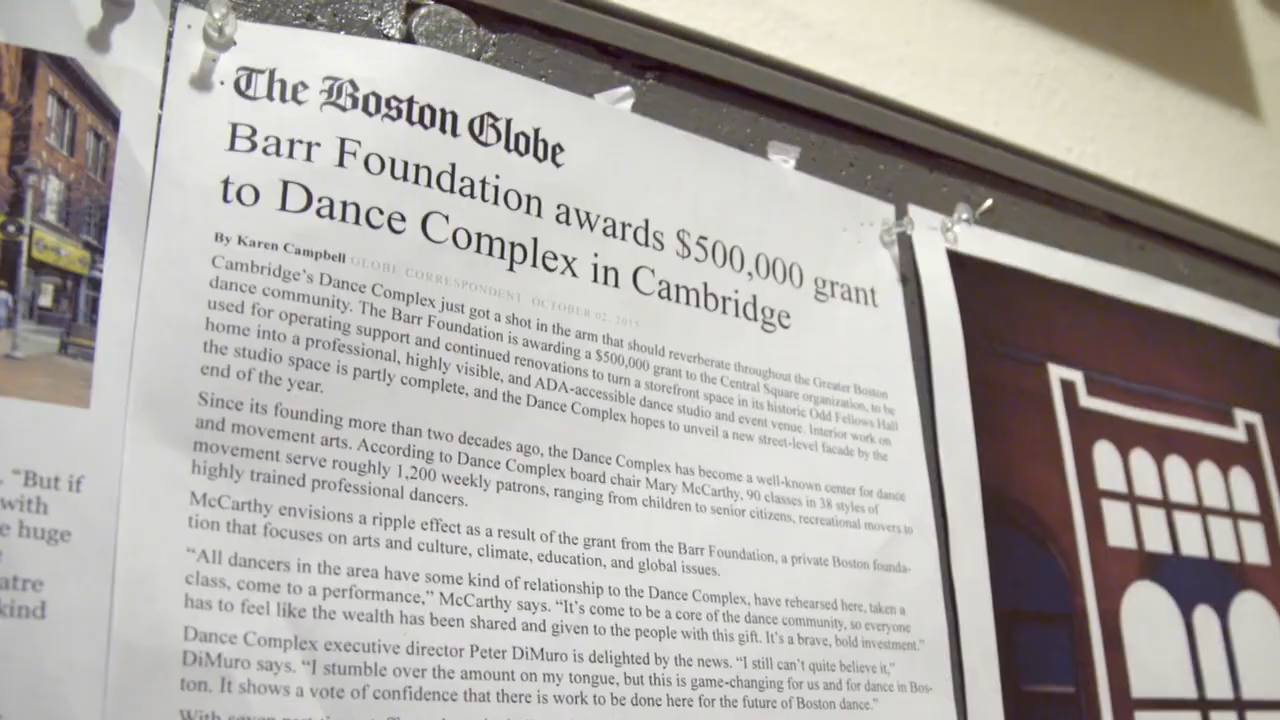 The Boston Globe
Barr Foundation awards $500,000 grant
to Dance Complex in Cambridge
By Karen Campbell GLOBE CORRESPONDENT OCTOBER 02, 2015
Cambridge's Dance Complex just got a shot in the arm that should reverberate throughout the Greater Boston
dance community. The Barr Foundation is awarding a $500,000 grant to the Central Square organization, to be
used for operating support and continued renovations to turn a storefront space in its historic Odd Fellows Hall
home into a professional, highly visible, and ADA-accessible dance studio and event venue. Interior work on
the studio space is partly complete, and the Dance Complex hopes to unveil a new street-level facade by the
end of the year.
Since its founding more than two decades ago, the Dance Complex has become a well-known center for dance
and movement arts. According to Dance Complex board chair Mary McCarthy, 90 classes in 38 styles of
movement serve roughly 1,200 weekly patrons, ranging from children to senior citizens, recreational movers to
highly trained professional dancers.
McCarthy envisions a ripple effect as a result of the grant from the Barr Foundation, a private Boston founda-
tion that focuses on arts and culture, climate, education, and global issues.
“All dancers in the area have some kind of relationship to the Dance Complex, have rehearsed here, taken a
class, come to a performance,” McCarthy says. “It's come to be a core of the dance community, so everyone
has to feel like the wealth has been shared and given to the people with this gift. It's a brave, bold investment.”
Dance Complex executive director Peter DiMuro is delighted by the news. “I still can't quite believe it,”
DiMuro says. “I stumble over the amount on my tongue, but this is game-changing for us and for dance in Bos-
ton. It shows a vote of confidence that there is work to be done here for the future of Boston dance.”
“But if
with
e huge
atre
kind